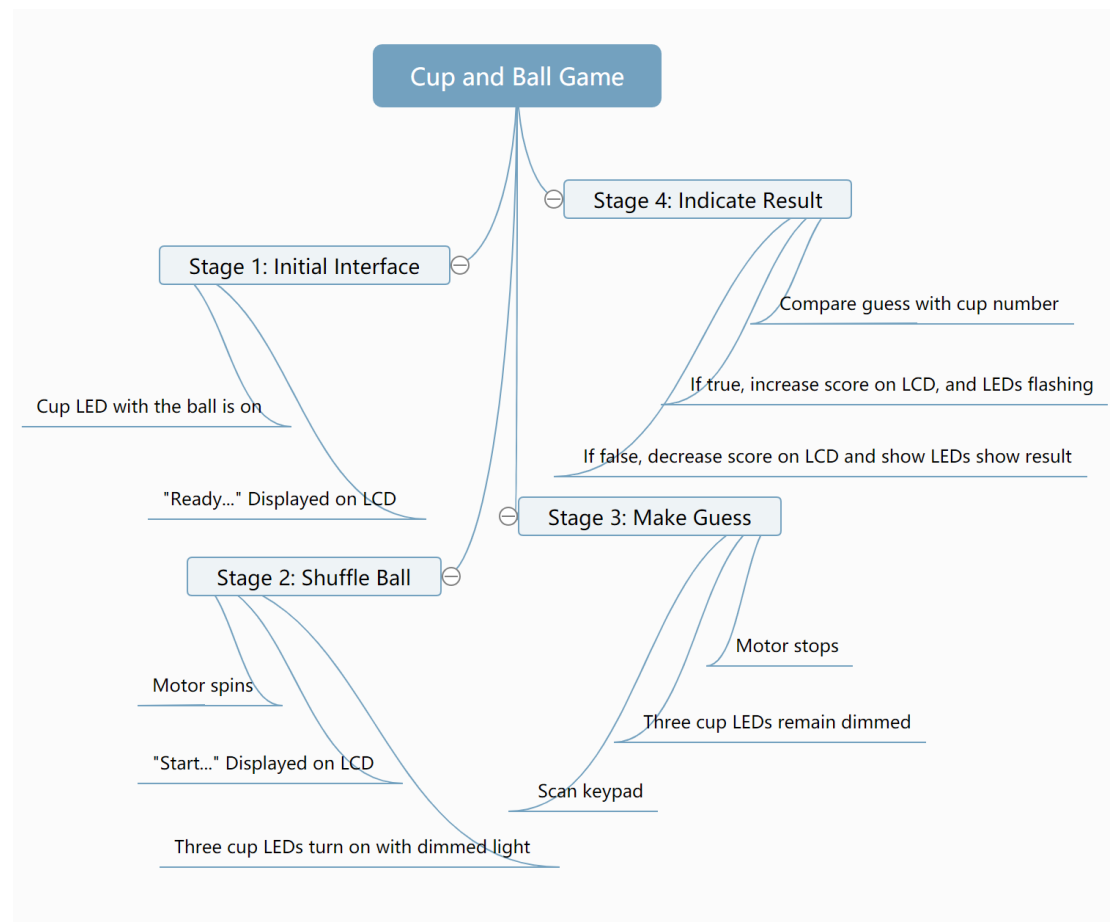 Cup and Ball Game
Stage 1: Initial Interface
Cup LED with the ball is on
"Ready..." Displayed on LCD
Stage 2: Shuffle Ball
Motor spins
"Start..." Displayed on LCD
Three cup LEDs turn on with dimmed light
Stage 3: Make Guess
Motor stops
Three cup LEDs remain dimmed
Scan keypad
Stage 4: Indicate Result
Compare guess with cup number
If true, increase score on LCD, and LEDs flashing
If false, decrease score on LCD and show LEDs show result